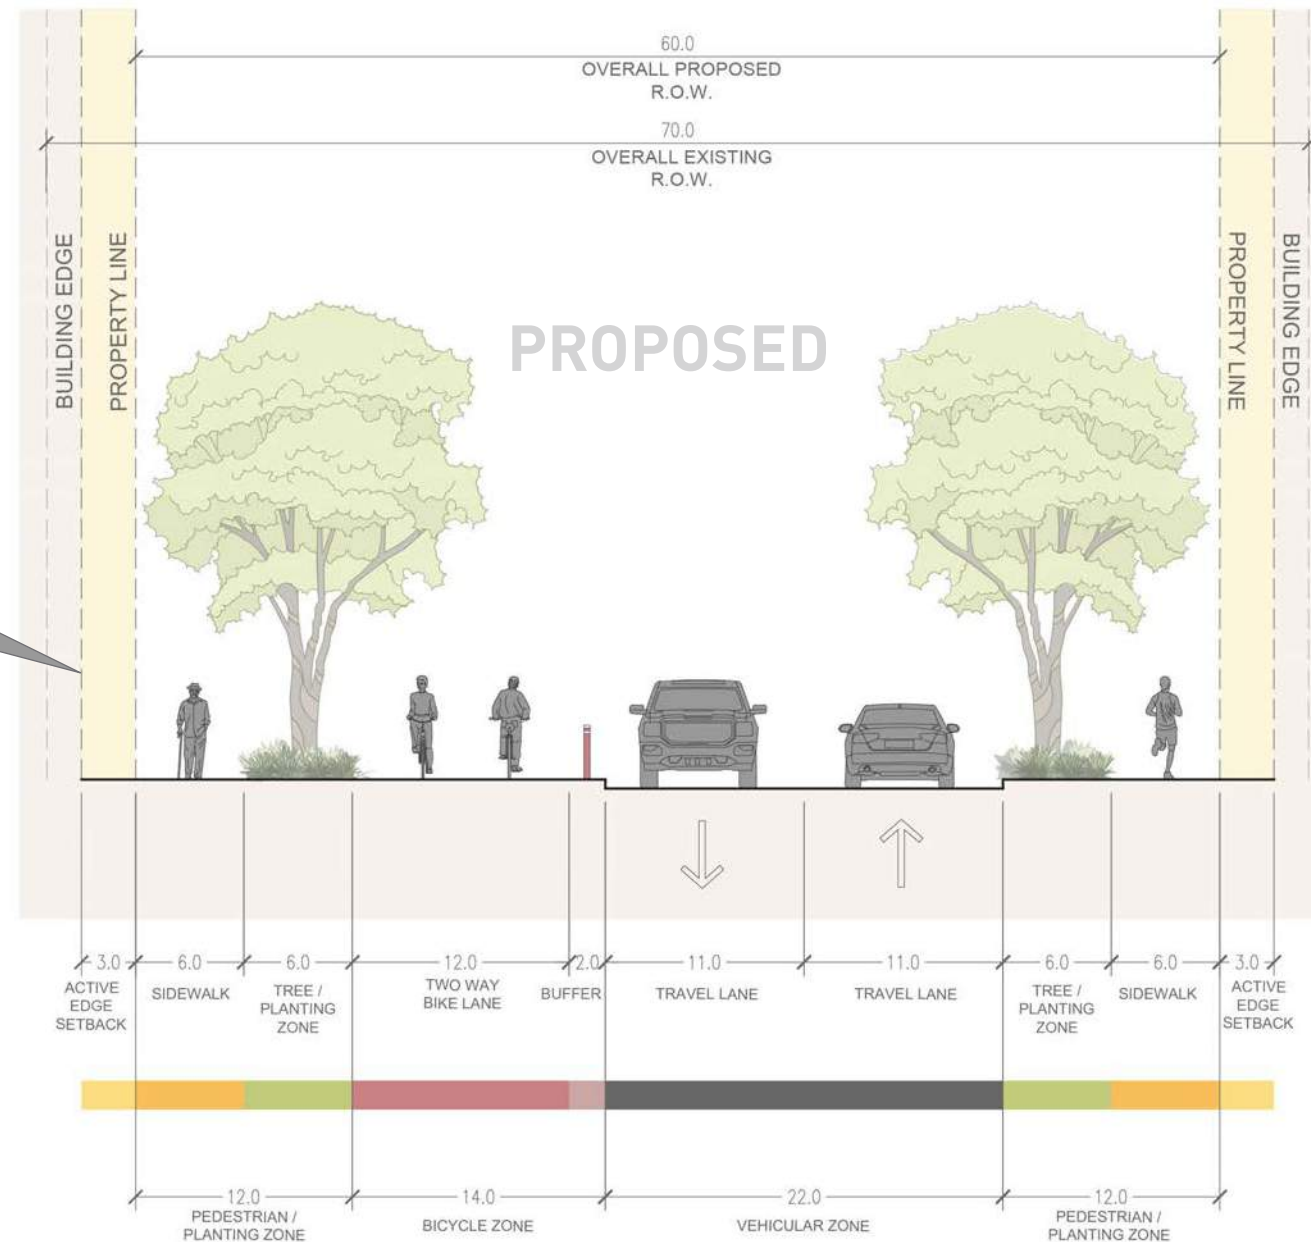 60.0
OVERALL PROPOSED
R.O.W.
70.0
OVERALL EXISTING
R.O.W.
BUILDING EDGE
PROPERTY LINE
PROPOSED
PROPERTY LINE
BUILDING EDGE
3.0
6.0
6.0
12.0
2.0
11.0
11.0
6.0
6.0
3.0
ACTIVE
EDGE
SETBACK
SIDEWALK
TREE /
PLANTING
ZONE
TWO WAY
BIKE LANE
BUFFER
TRAVEL LANE
TRAVEL LANE
TREE /
PLANTING
ZONE
SIDEWALK
ACTIVE
EDGE
SETBACK
12.0
PEDESTRIAN /
PLANTING ZONE
14.0
BICYCLE ZONE
22.0
VEHICULAR ZONE
12.0
PEDESTRIAN /
PLANTING ZONE